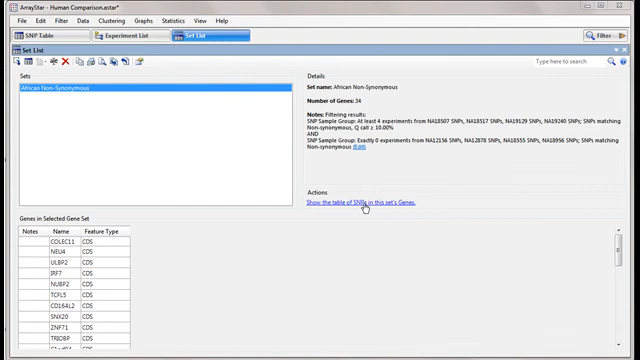 ArrayStar - Human Comparison.astar*
File Edit Filter Data Clustering Graphs Statistics View Help
SNP Table Experiment List Set List Filter
Set List
Type here to search
Sets
African Non-Synonymous
Details
Set name: African Non-Synonymous
Number of Genes: 34
Notes: Filtering results:
SNP Sample Group: At least 4 experiments from NA18507 SNPs, NA18517 SNPs, NA19129 SNPs, NA19240 SNPs; SNPs matching
Non-synonymous, Q call ≥ 10.00%
AND
SNP Sample Group: Exactly 0 experiments from NA12156 SNPs, NA12878 SNPs, NA18555 SNPs, NA18956 SNPs; SNPs matching
Non-synonymous (Edit)
Actions
Show the table of SNPs in this set's Genes.
Genes in Selected Gene Set
Notes Name Feature Type
COLEC11 CDS
NEU4 CDS
ULBP2 CDS
IRF7 CDS
NUBP2 CDS
TCFL5 CDS
CD164L2 CDS
SNX20 CDS
ZNF71 CDS
TRIOBP CDS
CDS